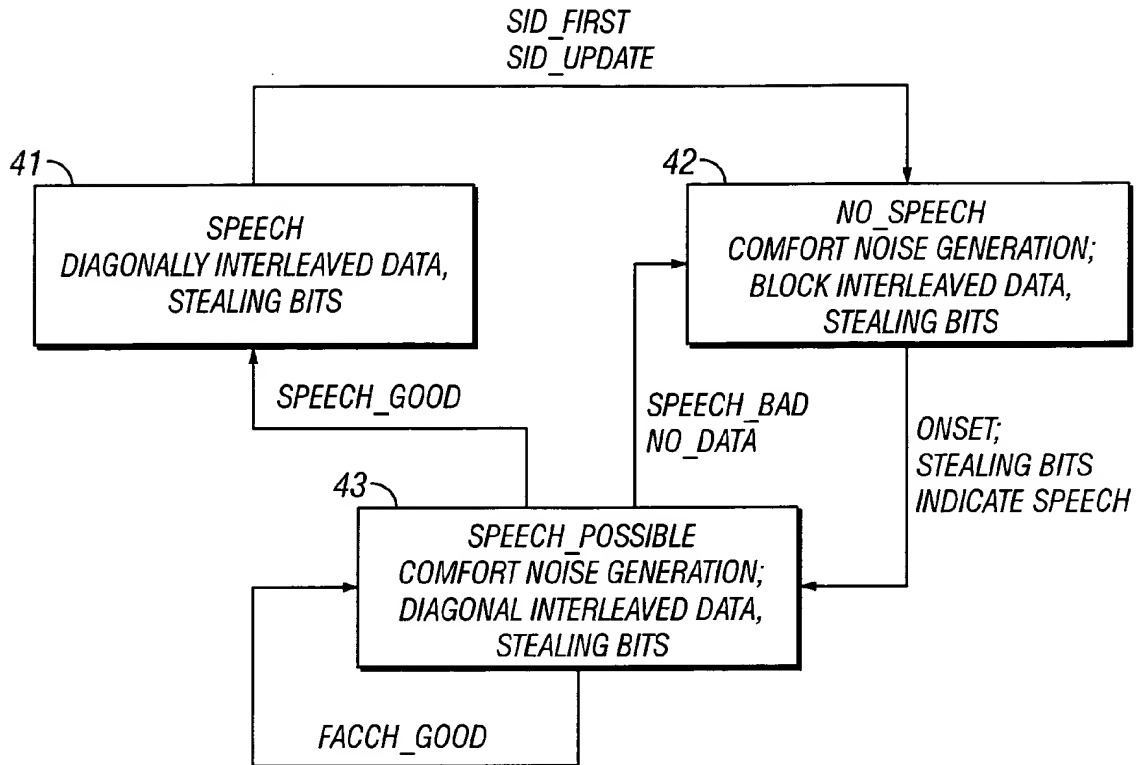 SID_FIRST
SID_UPDATE
41
SPEECH
DIAGONALLY INTERLEAVED DATA,
STEALING BITS
42
NO_SPEECH
COMFORT NOISE GENERATION;
BLOCK INTERLEAVED DATA,
STEALING BITS
SPEECH_GOOD
SPEECH_BAD
NO_DATA
ONSET;
STEALING BITS
INDICATE SPEECH
43
SPEECH_POSSIBLE
COMFORT NOISE GENERATION;
DIAGONAL INTERLEAVED DATA,
STEALING BITS
FACCH_GOOD